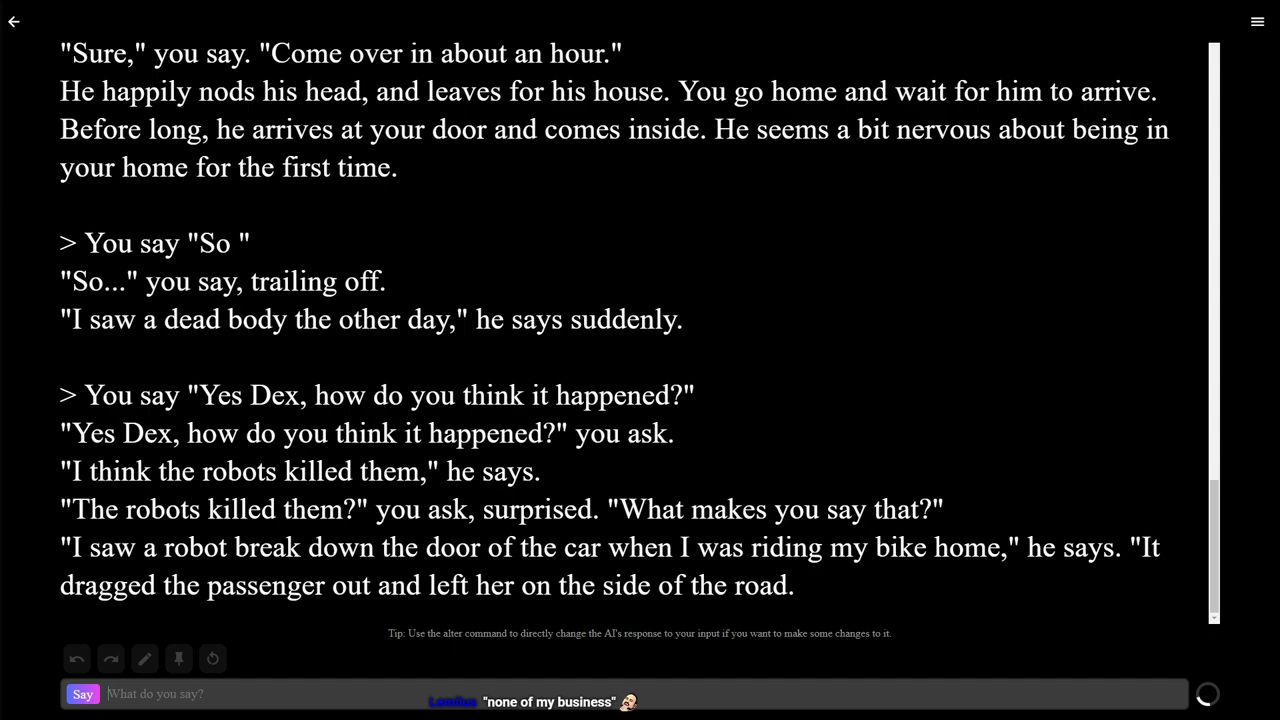 "Sure," you say. "Come over in about an hour."
He happily nods his head, and leaves for his house. You go home and wait for him to arrive.
Before long, he arrives at your door and comes inside. He seems a bit nervous about being in
your home for the first time.
> You say "So "
"So..." you say, trailing off.
"I saw a dead body the other day," he says suddenly.
> You say "Yes Dex, how do you think it happened?"
"Yes Dex, how do you think it happened?" you ask.
"I think the robots killed them," he says.
"The robots killed them?" you ask, surprised. "What makes you say that?"
"I saw a robot break down the door of the car when I was riding my bike home," he says. "It
dragged the passenger out and left her on the side of the road.
Tip: Use the alter command to directly change the AI's response to your input if you want to make some changes to it.
Say What do you say?
Lemilus "none of my business"